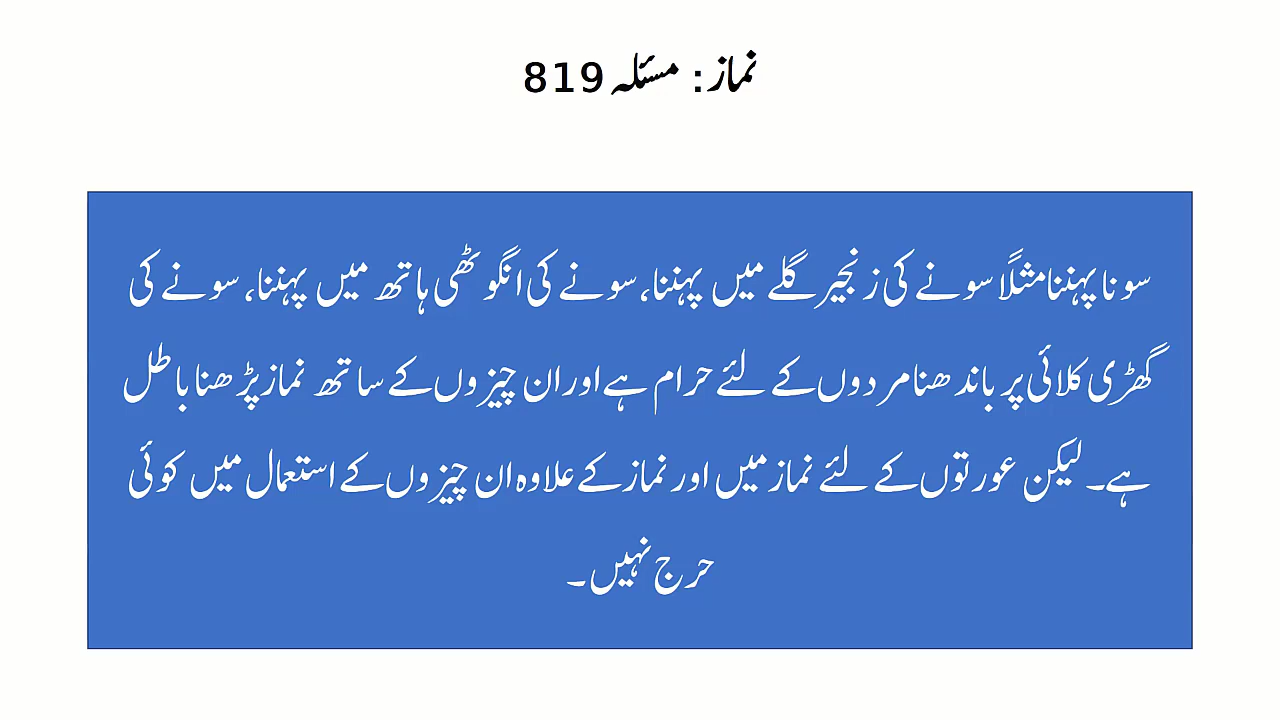 نماز: مسئلہ 819
سونا پہننا مثلاً سونے کی زنجیر گلے میں پہننا، سونے کی انگوٹھی ہاتھ میں پہننا، سونے کی
گھڑی کلائی پر باندھنا مردوں کے لئے حرام ہے اور ان چیزوں کے ساتھ نماز پڑھنا باطل
ہے۔ لیکن عورتوں کے لئے نماز میں اور نماز کے علاوہ ان چیزوں کے استعمال میں کوئی
حرج نہیں۔